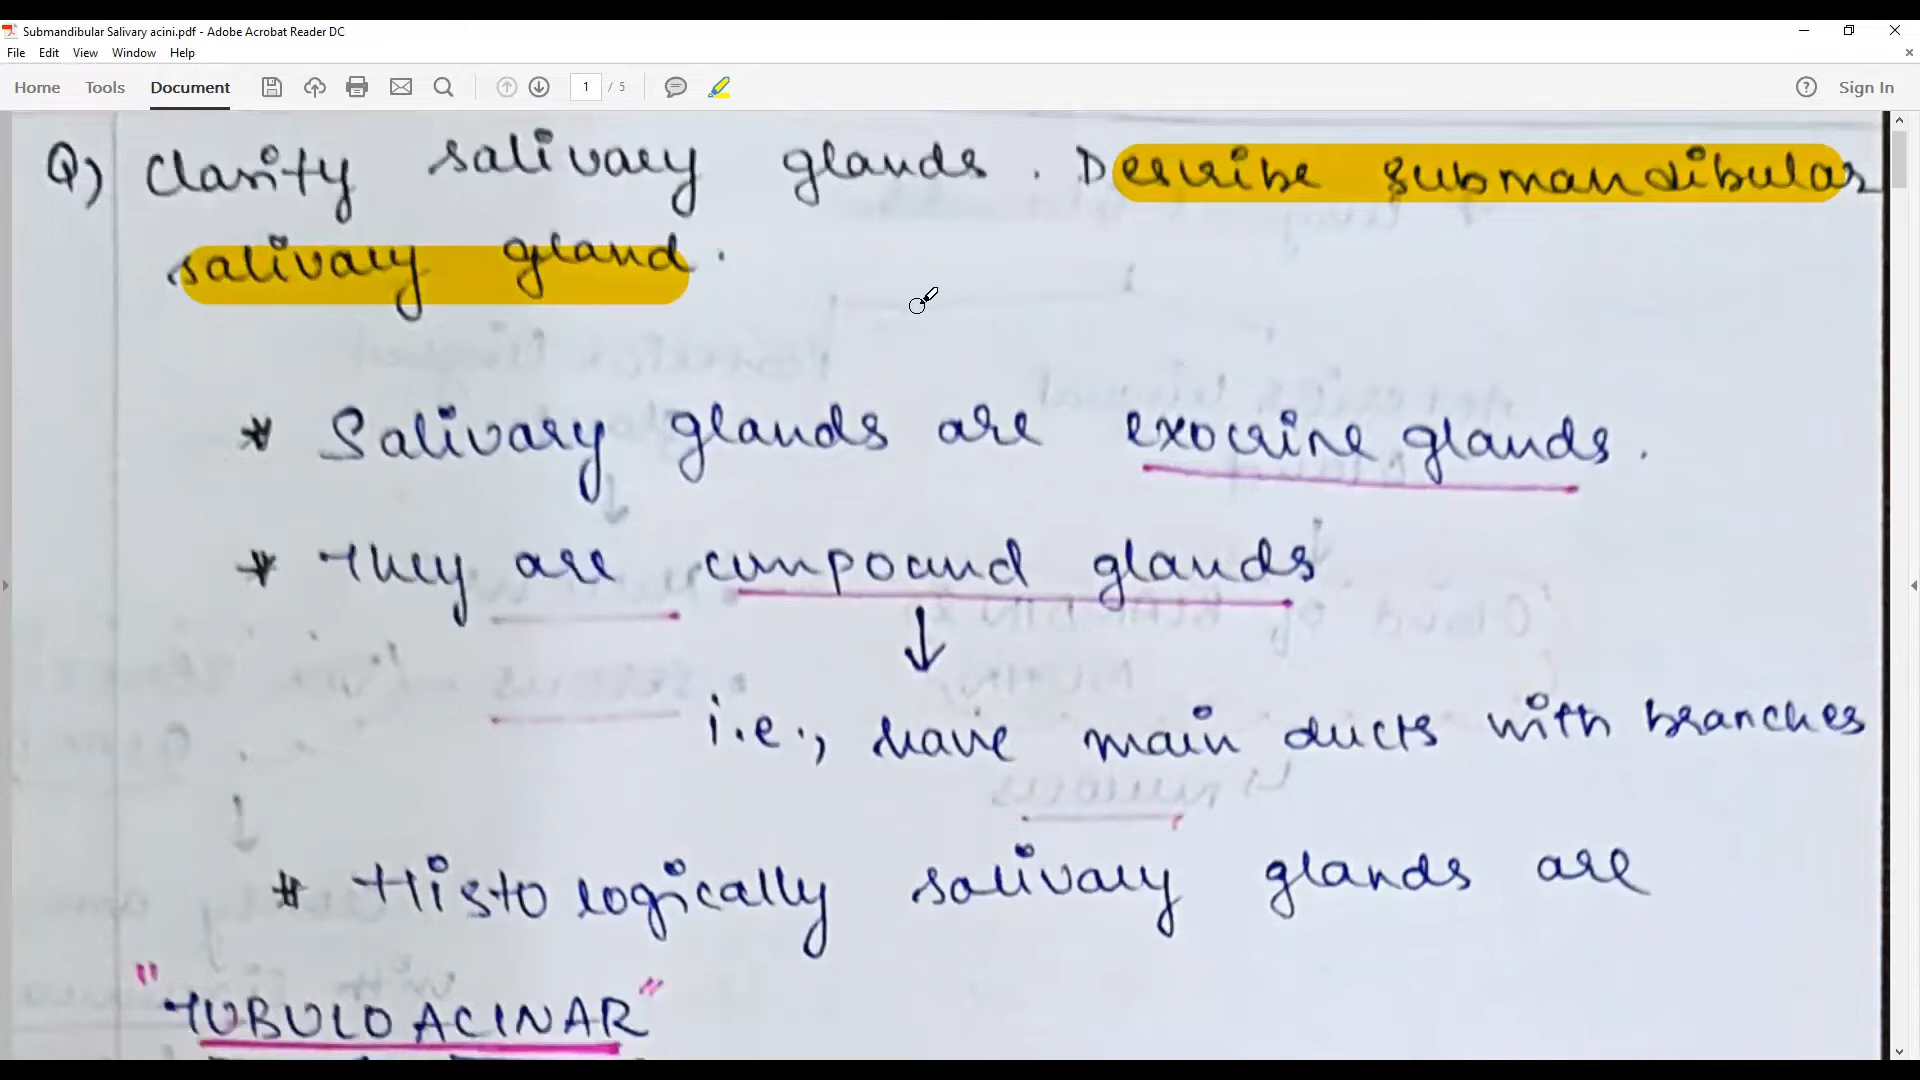 Submandibular Salivary acini.pdf - Adobe Acrobat Reader DC
File Edit View Window Help
Home Tools Document 1 / 5 Sign In
Q) Clarify salivary glands. Describe submandibular
salivary gland.
* Salivary glands are exocrine glands.
* They are compound glands
↓
i.e., have main ducts with branches
* Histologically salivary glands are
"TUBULO ACINAR"